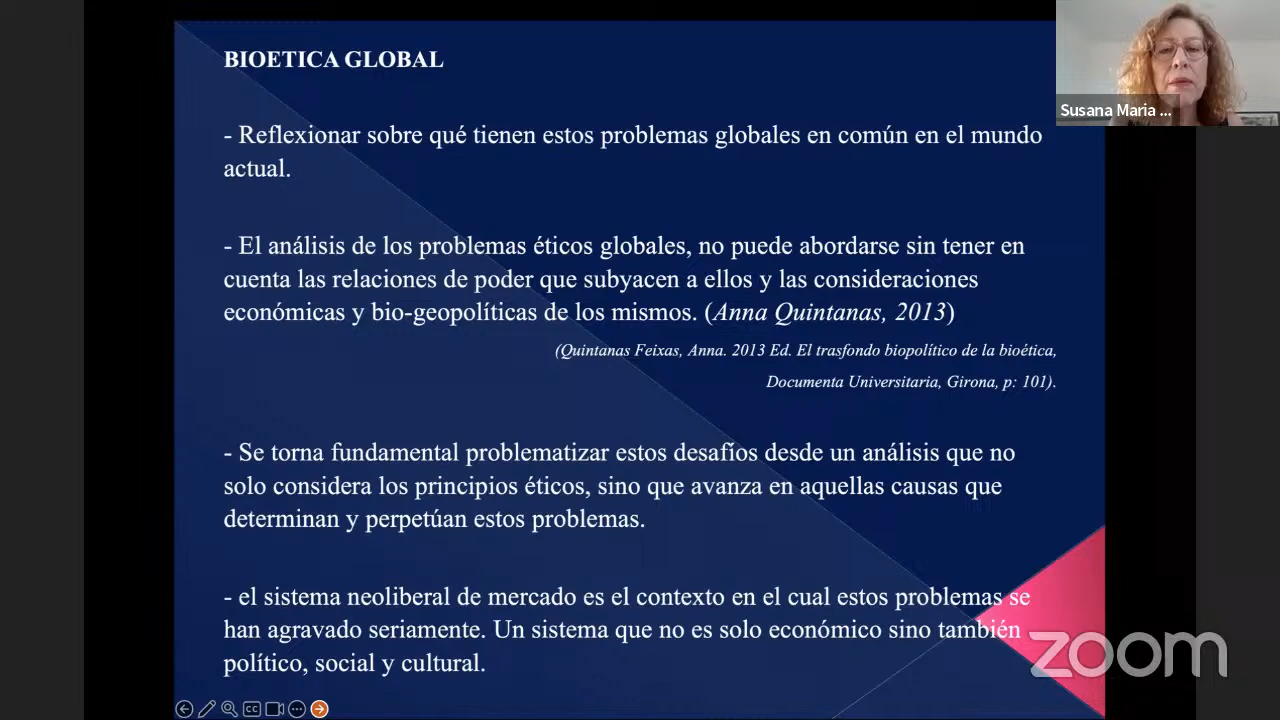 BIOETICA GLOBAL
- Reflexionar sobre qué tienen estos problemas globales en común en el mundo
actual.
- El análisis de los problemas éticos globales, no puede abordarse sin tener en
cuenta las relaciones de poder que subyacen a ellos y las consideraciones
económicas y bio-geopolíticas de los mismos. (Anna Quintanas, 2013)
(Quintanas Feixas, Anna. 2013 Ed. El trasfondo biopolítico de la bioética,
Documenta Universitaria, Girona, p: 101).
- Se torna fundamental problematizar estos desafíos desde un análisis que no
solo considera los principios éticos, sino que avanza en aquellas causas que
determinan y perpetúan estos problemas.
- el sistema neoliberal de mercado es el contexto en el cual estos problemas se
han agravado seriamente. Un sistema que no es solo económico sino también
político, social y cultural.
Susana Maria ...
zoom
CC